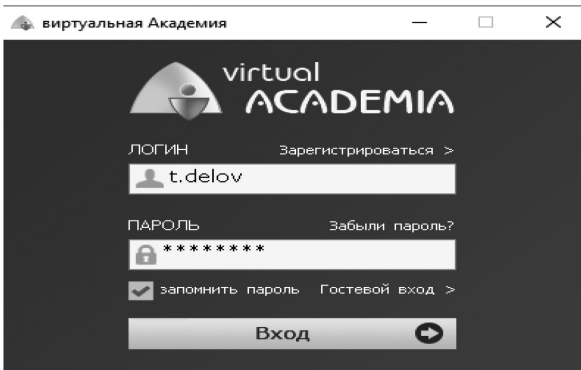 виртуальная Академия
virtual
ACADEMIA
ЛОГИН Зарегистрироваться >
t.delov
ПАРОЛЬ Забыли пароль?
********
запомнить пароль Гостевой вход >
Вход